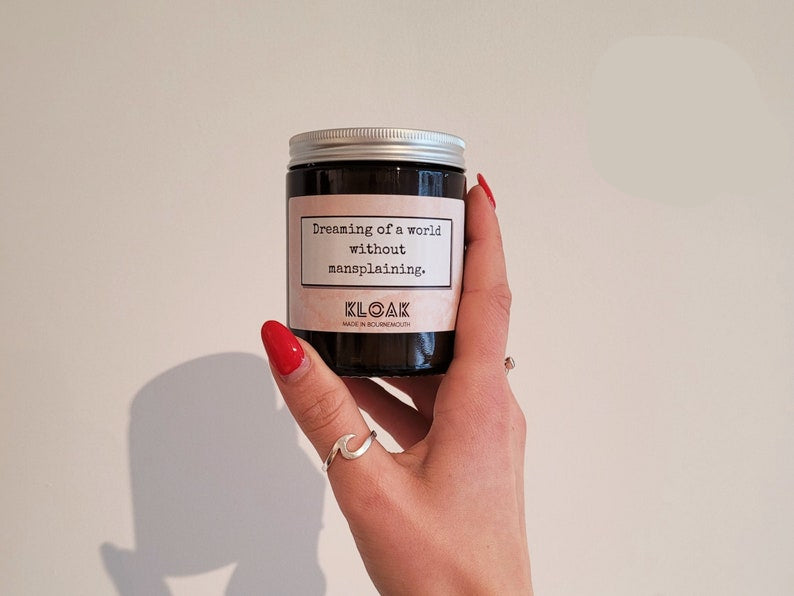 Dreaming of a world
without
mansplaining.
KLOAK
MADE IN BOURNEMOUTH